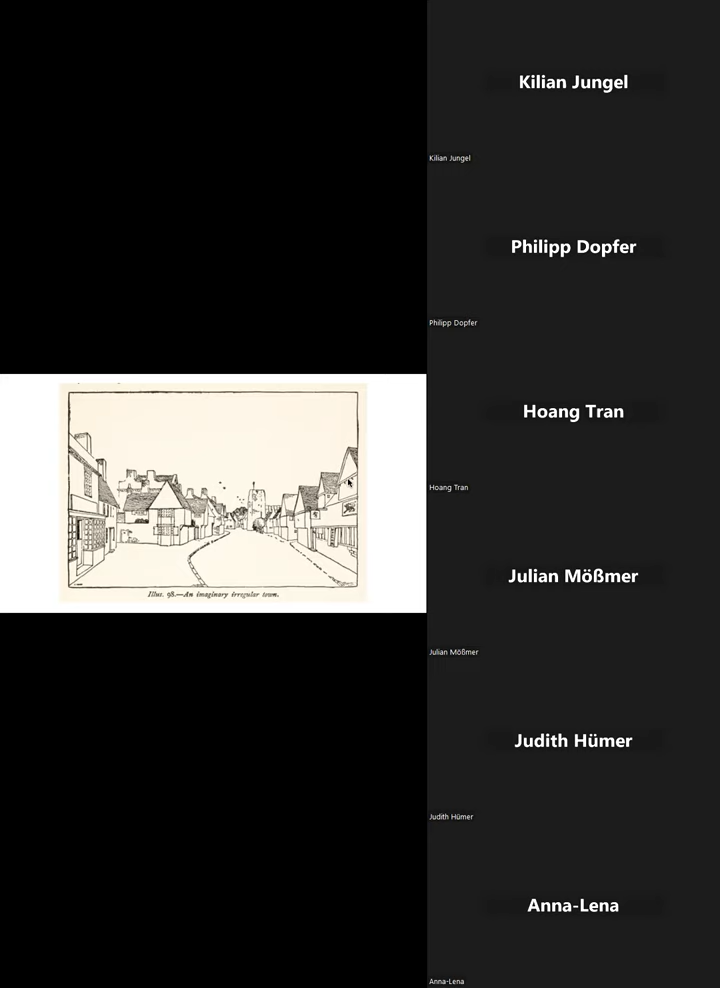 Kilian Jungel
Kilian Jungel
Philipp Dopfer
Philipp Dopfer
Hoang Tran
Hoang Tran
Julian Mößmer
Julian Mößmer
Judith Hümer
Judith Hümer
Anna-Lena
Anna-Lena
Illus. 98.—An imaginary irregular town.